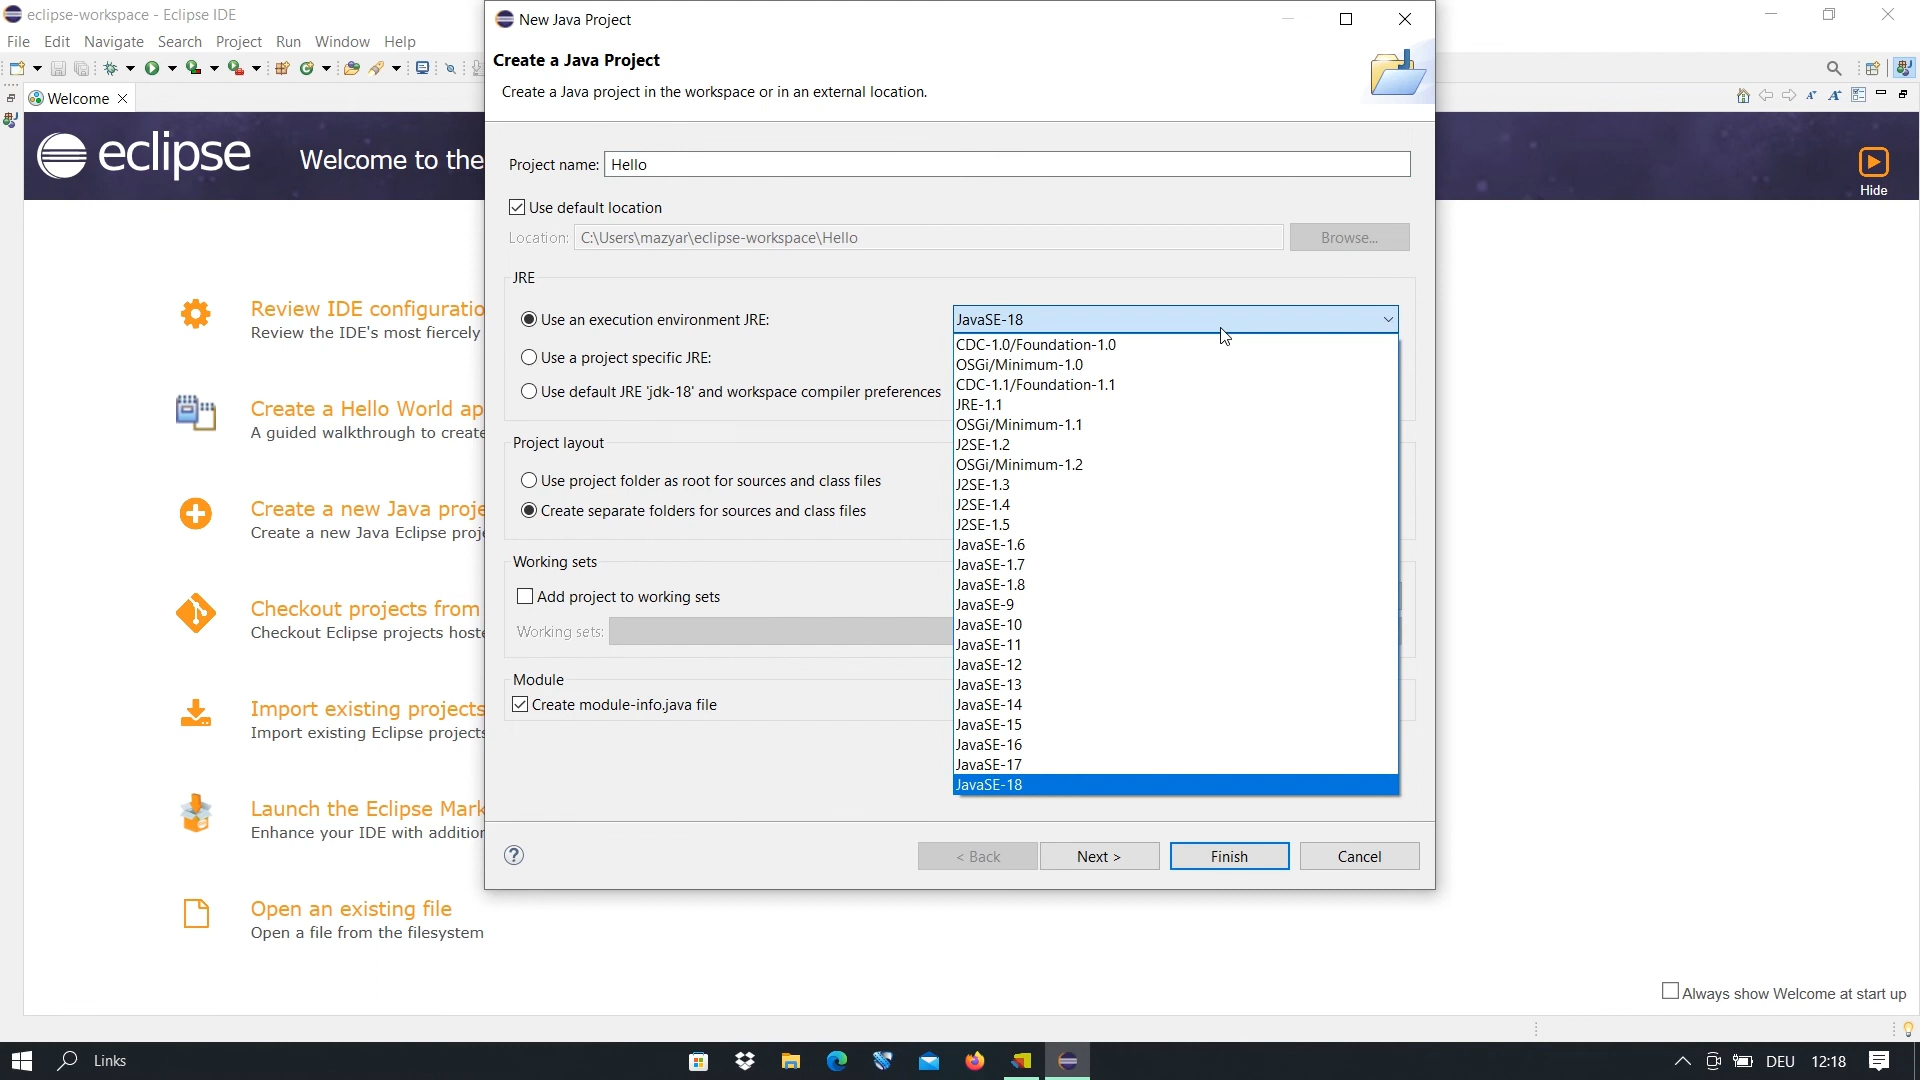 eclipse-workspace - Eclipse IDE
File Edit Navigate Search Project Run Window Help
Welcome
eclipse Welcome to the
Hide
Review IDE configuratio
Review the IDE's most fiercely
Create a Hello World ap
A guided walkthrough to create
Create a new Java proje
Create a new Java Eclipse proje
Checkout projects from
Checkout Eclipse projects hoste
Import existing projects
Import existing Eclipse projects
Launch the Eclipse Mark
Enhance your IDE with addition
Open an existing file
Open a file from the filesystem
New Java Project
Create a Java Project
Create a Java project in the workspace or in an external location.
Project name: Hello
Use default location
Location: C:\Users\mazyar\eclipse-workspace\Hello Browse...
JRE
Use an execution environment JRE: JavaSE-18
Use a project specific JRE:
Use default JRE 'jdk-18' and workspace compiler preferences
Project layout
Use project folder as root for sources and class files
Create separate folders for sources and class files
Working sets
Add project to working sets
Working sets:
Module
Create module-info.java file
CDC-1.0/Foundation-1.0
OSGi/Minimum-1.0
CDC-1.1/Foundation-1.1
JRE-1.1
OSGi/Minimum-1.1
J2SE-1.2
OSGi/Minimum-1.2
J2SE-1.3
J2SE-1.4
J2SE-1.5
JavaSE-1.6
JavaSE-1.7
JavaSE-1.8
JavaSE-9
JavaSE-10
JavaSE-11
JavaSE-12
JavaSE-13
JavaSE-14
JavaSE-15
JavaSE-16
JavaSE-17
JavaSE-18
? < Back Next > Finish Cancel
Always show Welcome at start up
Links DEU 12:18